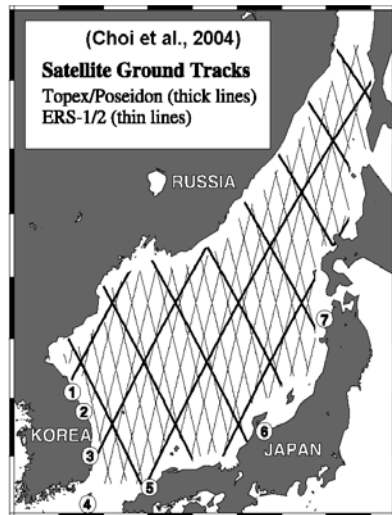 (Choi et al., 2004)
Satellite Ground Tracks
Topex/Poseidon (thick lines)
ERS-1/2 (thin lines)
RUSSIA
7
1
2
KOREA
6
3
JAPAN
5
4